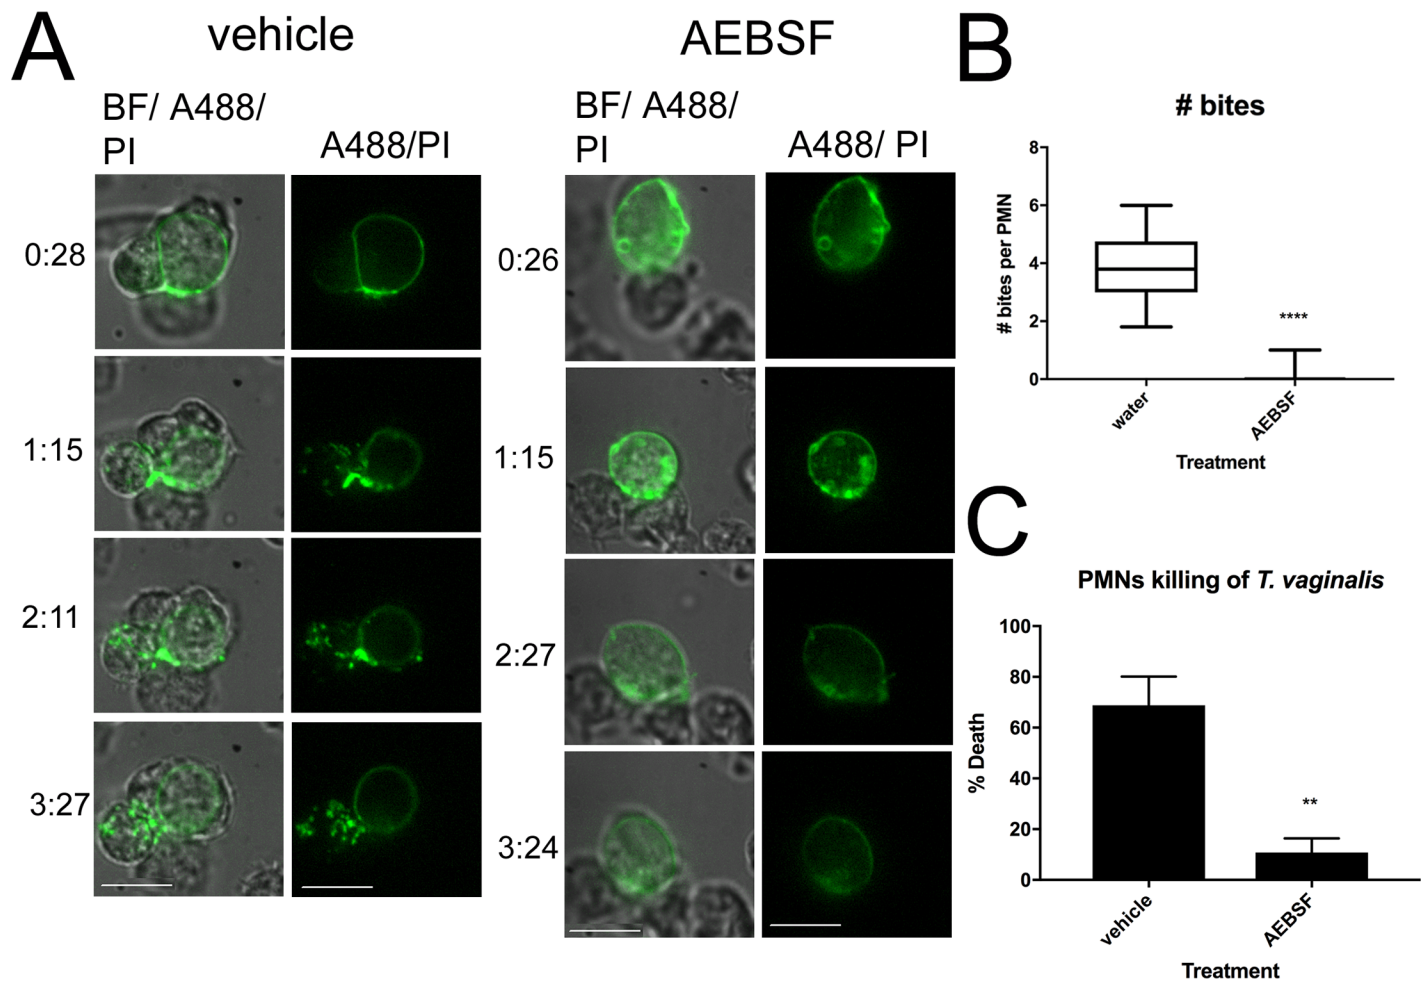 A
vehicle
AEBSF
BF/ A488/
PI
A488/PI
BF/ A488/
PI
A488/ PI
0:28
1:15
2:11
3:27
0:26
1:15
2:27
3:24
B
# bites
# bites per PMN
8
6
4
2
0
****
water
AEBSF
Treatment
C
PMNs killing of T. vaginalis
% Death
100
80
60
40
20
0
**
vehicle
AEBSF
Treatment